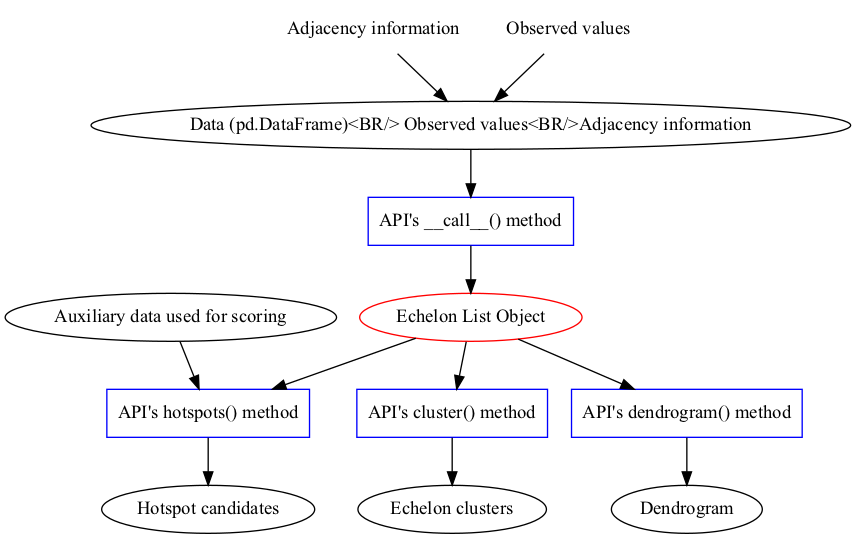 Adjacency information
Observed values
Data (pd.DataFrame)<BR/> Observed values<BR/>Adjacency information
API's __call__() method
Auxiliary data used for scoring
Echelon List Object
API's hotspots() method
API's cluster() method
API's dendrogram() method
Hotspot candidates
Echelon clusters
Dendrogram